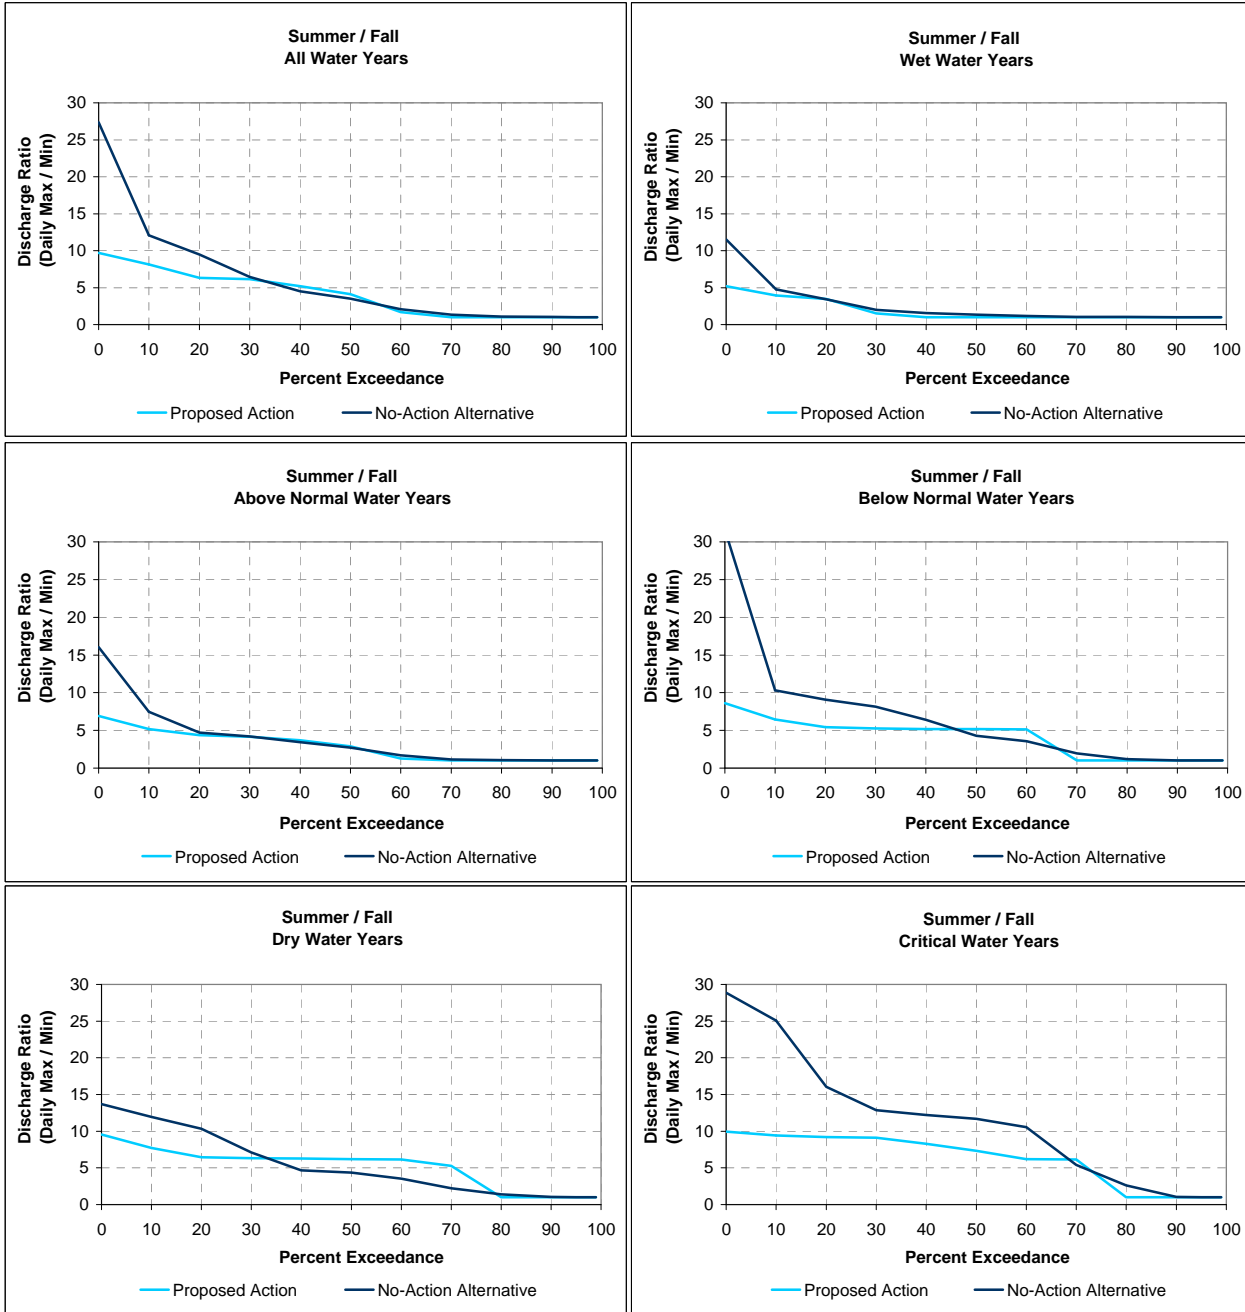 Summer / Fall
All Water Years
Discharge Ratio
(Daily Max / Min)
30
25
20
15
10
5
0
0 10 20 30 40 50 60 70 80 90 100
Percent Exceedance
Proposed Action No-Action Alternative
Summer / Fall
Wet Water Years
Discharge Ratio
(Daily Max / Min)
30
25
20
15
10
5
0
0 10 20 30 40 50 60 70 80 90 100
Percent Exceedance
Proposed Action No-Action Alternative
Summer / Fall
Above Normal Water Years
Discharge Ratio
(Daily Max / Min)
30
25
20
15
10
5
0
0 10 20 30 40 50 60 70 80 90 100
Percent Exceedance
Proposed Action No-Action Alternative
Summer / Fall
Below Normal Water Years
Discharge Ratio
(Daily Max / Min)
30
25
20
15
10
5
0
0 10 20 30 40 50 60 70 80 90 100
Percent Exceedance
Proposed Action No-Action Alternative
Summer / Fall
Dry Water Years
Discharge Ratio
(Daily Max / Min)
30
25
20
15
10
5
0
0 10 20 30 40 50 60 70 80 90 100
Percent Exceedance
Proposed Action No-Action Alternative
Summer / Fall
Critical Water Years
Discharge Ratio
(Daily Max / Min)
30
25
20
15
10
5
0
0 10 20 30 40 50 60 70 80 90 100
Percent Exceedance
Proposed Action No-Action Alternative